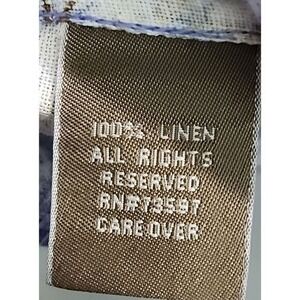 100% LINEN
ALL RIGHTS
RESERVED
RN#73597
CARE OVER